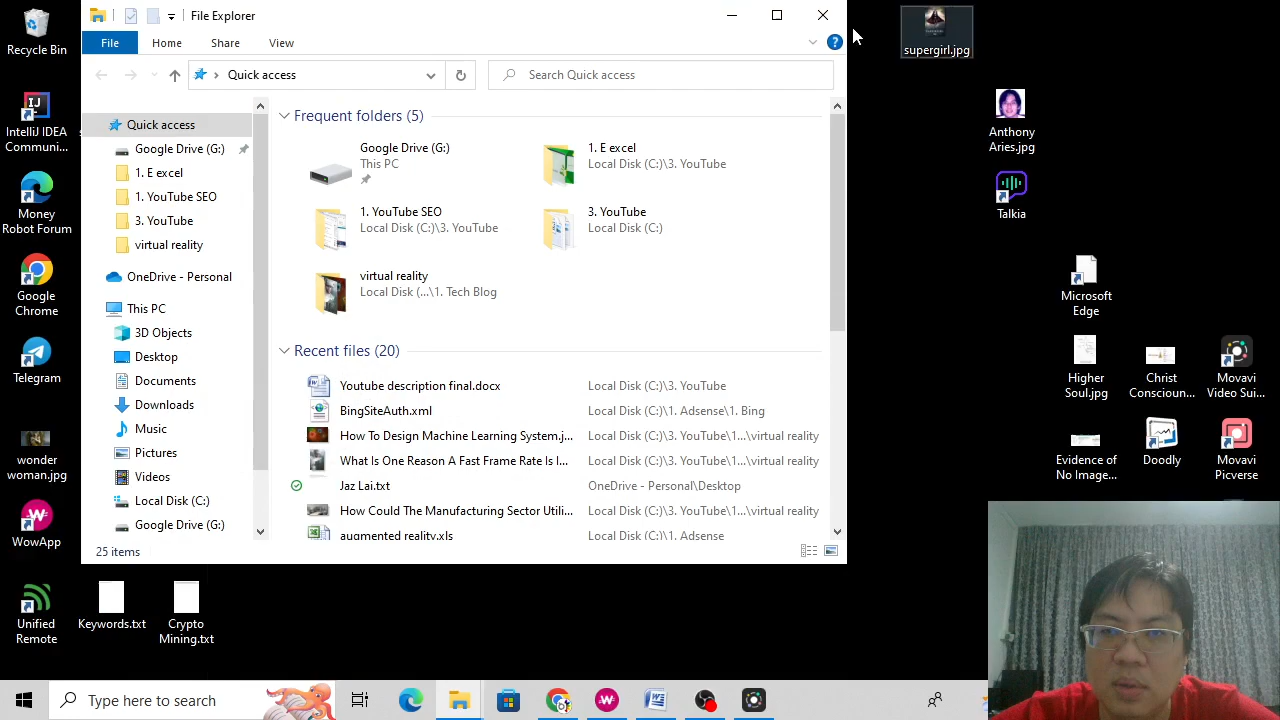 File Explorer
File
Home
Share
View
Quick access
Search Quick access
Quick access
Google Drive (G:)
1. E excel
1. YouTube SEO
3. YouTube
virtual reality
OneDrive - Personal
This PC
3D Objects
Desktop
Documents
Downloads
Music
Pictures
Videos
Local Disk (C:)
Google Drive (G:)
Frequent folders (5)
Google Drive (G:)
This PC
1. E excel
Local Disk (C:)\3. YouTube
1. YouTube SEO
Local Disk (C:)\3. YouTube
3. YouTube
Local Disk (C:)
virtual reality
Local Disk (...\1. Tech Blog
Recent files (20)
Youtube description final.docx
Local Disk (C:)\3. YouTube
BingSiteAuth.xml
Local Disk (C:)\1. Adsense\1. Bing
How To Design Machine Learning System.j...
Local Disk (C:)\3. YouTube\1...\virtual reality
What Is One Reason A Fast Frame Rate Is I...
Local Disk (C:)\3. YouTube\1...\virtual reality
Jaz Lai.txt
OneDrive - Personal\Desktop
How Could The Manufacturing Sector Utili...
Local Disk (C:)\3. YouTube\1...\virtual reality
augmented reality.xls
Local Disk (C:)\1. Adsense
25 items
Recycle Bin
IntelliJ IDEA
Communi...
Money
Robot Forum
Google
Chrome
Telegram
wonder
woman.jpg
WowApp
Unified
Remote
Keywords.txt
Crypto
Mining.txt
supergirl.jpg
Anthony
Aries.jpg
Talkia
Microsoft
Edge
Higher
Soul.jpg
Christ
Conscioun...
Movavi
Video Sui...
Evidence of
No Image...
Doodly
Movavi
Picverse
Type here to search